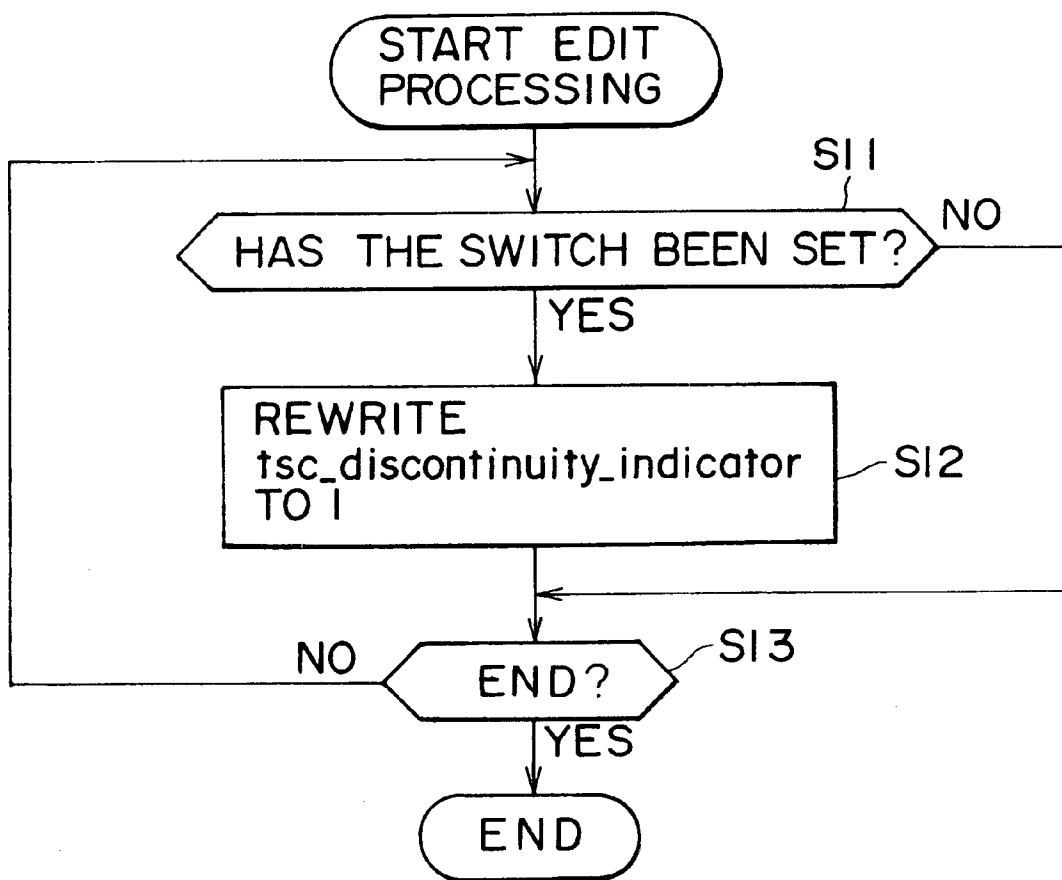 START EDIT
PROCESSING
S11
HAS THE SWITCH BEEN SET?
NO
YES
REWRITE
tsc_discontinuity_indicator
TO 1
S12
NO
END?
S13
YES
END